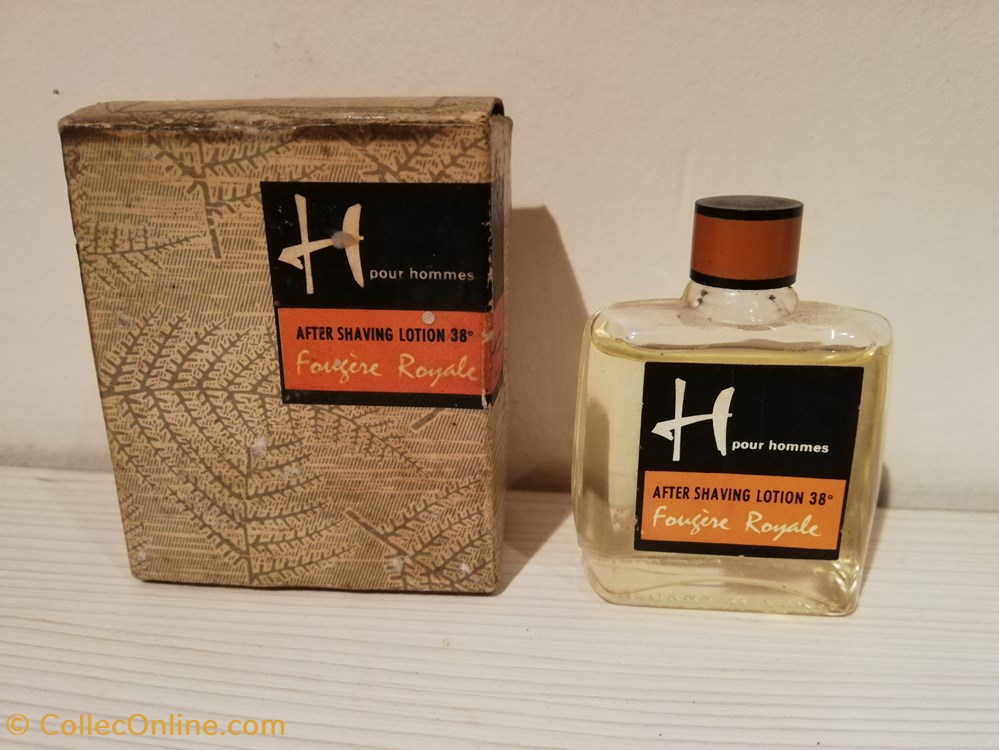 H pour hommes
AFTER SHAVING LOTION 38°
Fougère Royale
H pour hommes
AFTER SHAVING LOTION 38°
Fougère Royale
© CollecOnline.com